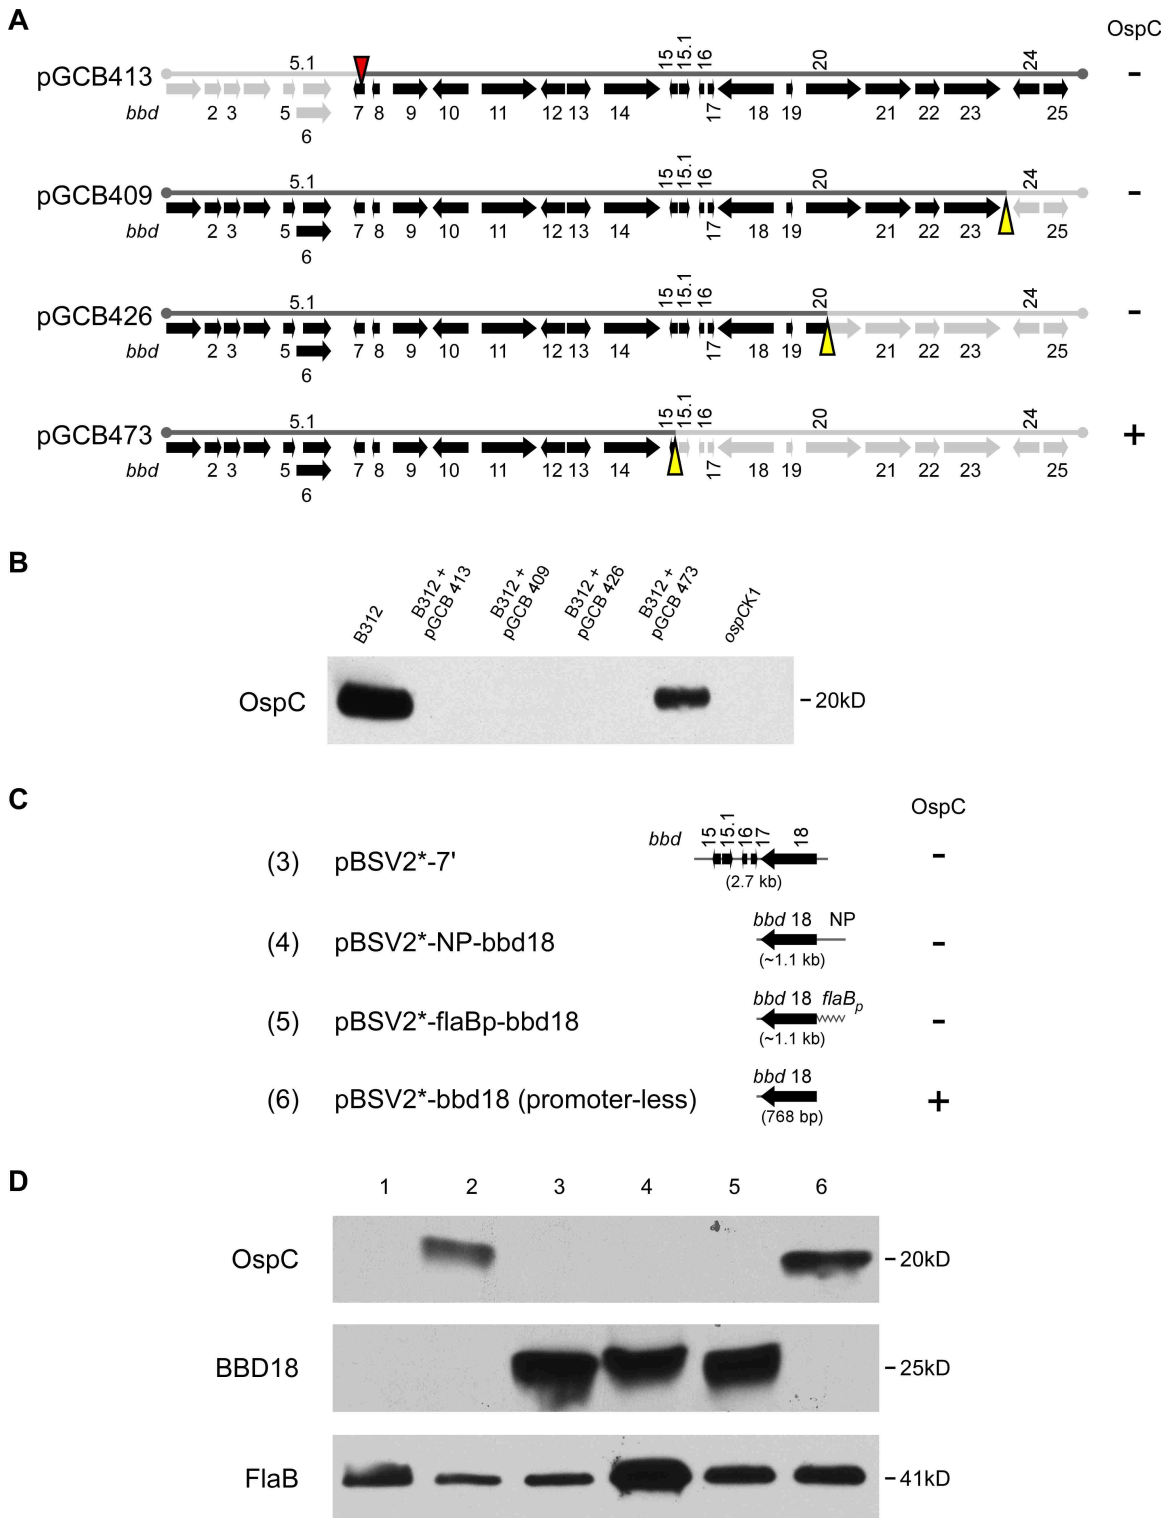 A
OspC
5.1 15 15.1 16 20 24
pGCB413 -
bbd 2 3 5 7 8 9 10 11 12 13 14 17 18 19 21 22 23 25
6
5.1 15 15.1 16 20 24
pGCB409 -
bbd 2 3 5 7 8 9 10 11 12 13 14 17 18 19 21 22 23 25
6
5.1 15 15.1 16 20 24
pGCB426 -
bbd 2 3 5 7 8 9 10 11 12 13 14 17 18 19 21 22 23 25
6
5.1 15 15.1 16 20 24
pGCB473 +
bbd 2 3 5 7 8 9 10 11 12 13 14 17 18 19 21 22 23 25
6
B
B312
B312 +
pGCB 413
B312 +
pGCB 409
B312 +
pGCB 426
B312 +
pGCB 473
ospCK1
OspC -20kD
C
OspC
bbd 15 15.1 16 17 18
(3) pBSV2*-7' -
(2.7 kb)
bbd 18 NP
(4) pBSV2*-NP-bbd18 -
(~1.1 kb)
bbd 18 flaBp
(5) pBSV2*-flaBp-bbd18 -
(~1.1 kb)
bbd 18
(6) pBSV2*-bbd18 (promoter-less) +
(768 bp)
D
1 2 3 4 5 6
OspC -20kD
BBD18 -25kD
FlaB -41kD